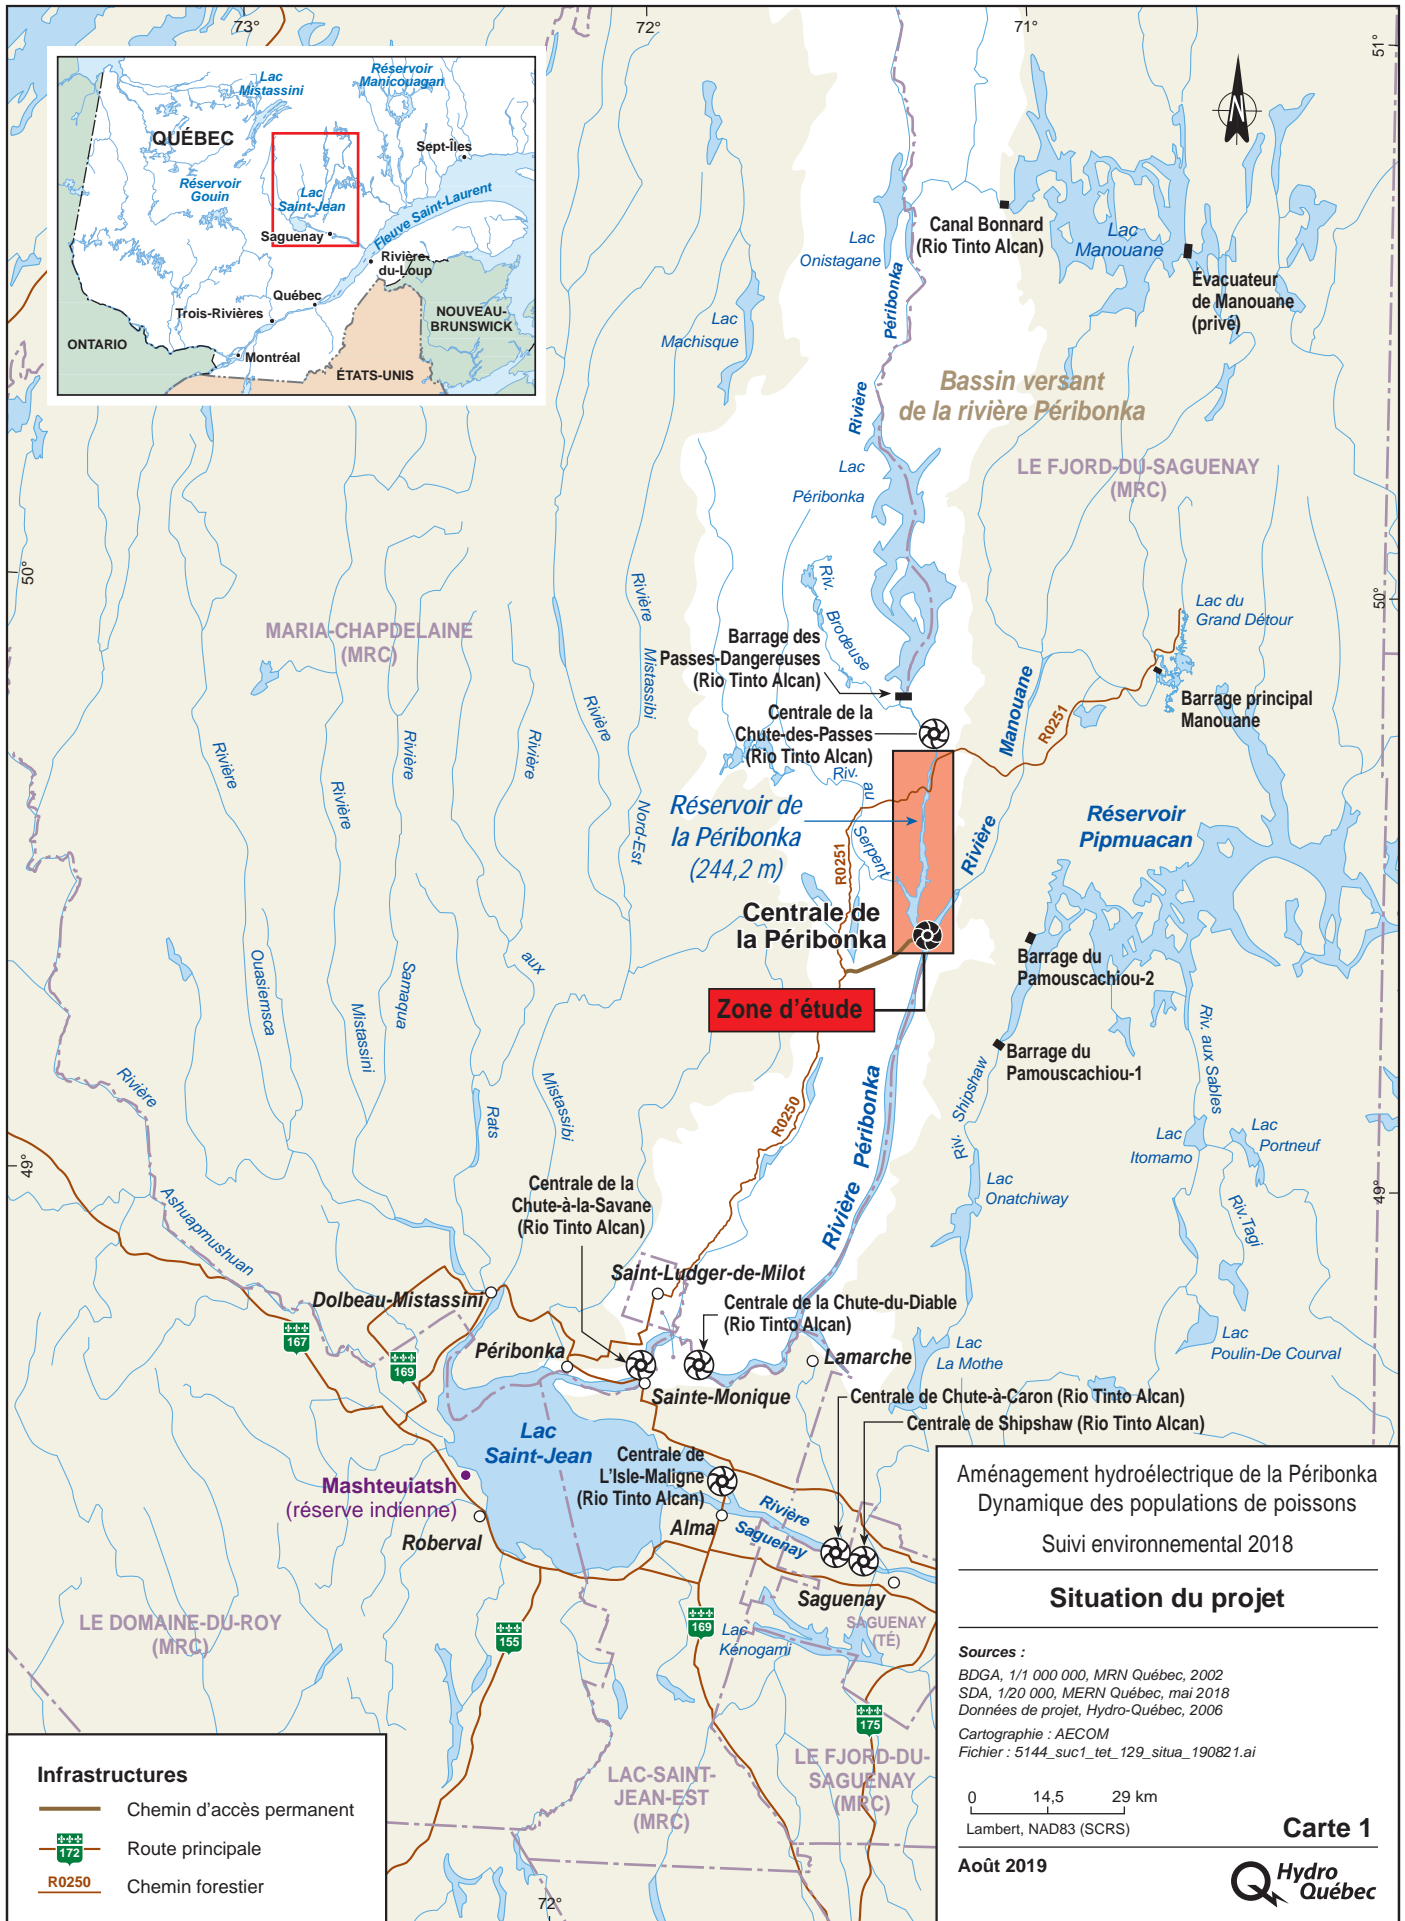 73°
72°
71°
51°
Lac
Mistassini
Réservoir
Manicouagan
QUÉBEC
Sept-Îles
Réservoir
Gouin
Lac
Saint-Jean
Fleuve Saint-Laurent
Saguenay
Rivière-
du-Loup
Québec
Trois-Rivières
NOUVEAU-
BRUNSWICK
ONTARIO
Montréal
ÉTATS-UNIS
N
Canal Bonnard
(Rio Tinto Alcan)
Lac
Manouane
Lac
Onistagane
Évacuateur
de Manouane
(privé)
Rivière Péribonka
Lac
Machisque
Bassin versant
de la rivière Péribonka
Lac
Péribonka
LE FJORD-DU-SAGUENAY
(MRC)
50°
50°
Riv. Brodeuse
Rivière Mistassibi Nord-Est
Lac du
Grand Détour
MARIA-CHAPDELAINE
(MRC)
Barrage des
Passes-Dangereuses
(Rio Tinto Alcan)
Barrage principal
Manouane
Centrale de la
Chute-des-Passes
(Rio Tinto Alcan)
Rivière Manouane
R0251
Riv. au Serpent
R0251
Réservoir de
la Péribonka
(244,2 m)
Réservoir
Pipmuacan
Centrale de
la Péribonka
Barrage du
Pamouscachiou-2
Zone d'étude
Barrage du
Pamouscachiou-1
Rivière Ouasiemsca
Rivière Mistassini
Rivière Samaqua
Rivière aux Rats
Rivière Mistassibi
R0250
Rivière Péribonka
Riv. Shipshaw
Riv. aux Sables
Lac
Itomamo
Lac
Portneuf
Lac
Onatchiway
Riv. Tagi
49°
49°
Rivière Ashuapmushuan
Centrale de la
Chute-à-la-Savane
(Rio Tinto Alcan)
Saint-Ludger-de-Milot
Dolbeau-Mistassini
Centrale de la Chute-du-Diable
(Rio Tinto Alcan)
167
169
Péribonka
Lamarche
Lac
La Mothe
Lac
Poulin-De Courval
Sainte-Monique
Centrale de Chute-à-Caron (Rio Tinto Alcan)
Centrale de Shipshaw (Rio Tinto Alcan)
Lac
Saint-Jean
Centrale de
L'Isle-Maligne
(Rio Tinto Alcan)
Mashteuiatsh
(réserve indienne)
Rivière Saguenay
Alma
Roberval
Saguenay
SAGUENAY
(TÉ)
LE DOMAINE-DU-ROY
(MRC)
155
169
Lac
Kénogami
175
LAC-SAINT-
JEAN-EST
(MRC)
LE FJORD-DU-
SAGUENAY
(MRC)
72°
Infrastructures
Chemin d'accès permanent
172
Route principale
R0250
Chemin forestier
Aménagement hydroélectrique de la Péribonka
Dynamique des populations de poissons
Suivi environnemental 2018
Situation du projet
Sources :
BDGA, 1/1 000 000, MRN Québec, 2002
SDA, 1/20 000, MERN Québec, mai 2018
Données de projet, Hydro-Québec, 2006
Cartographie : AECOM
Fichier : 5144_suc1_tet_129_situa_190821.ai
0 14,5 29 km
Lambert, NAD83 (SCRS)
Carte 1
Août 2019
Hydro
Québec